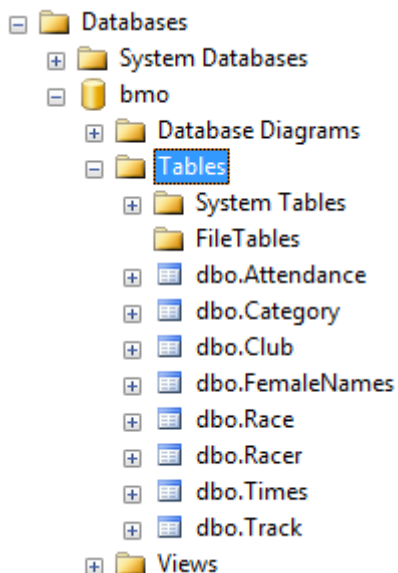 Databases
System Databases
bmo
Database Diagrams
Tables
System Tables
FileTables
dbo.Attendance
dbo.Category
dbo.Club
dbo.FemaleNames
dbo.Race
dbo.Racer
dbo.Times
dbo.Track
Views